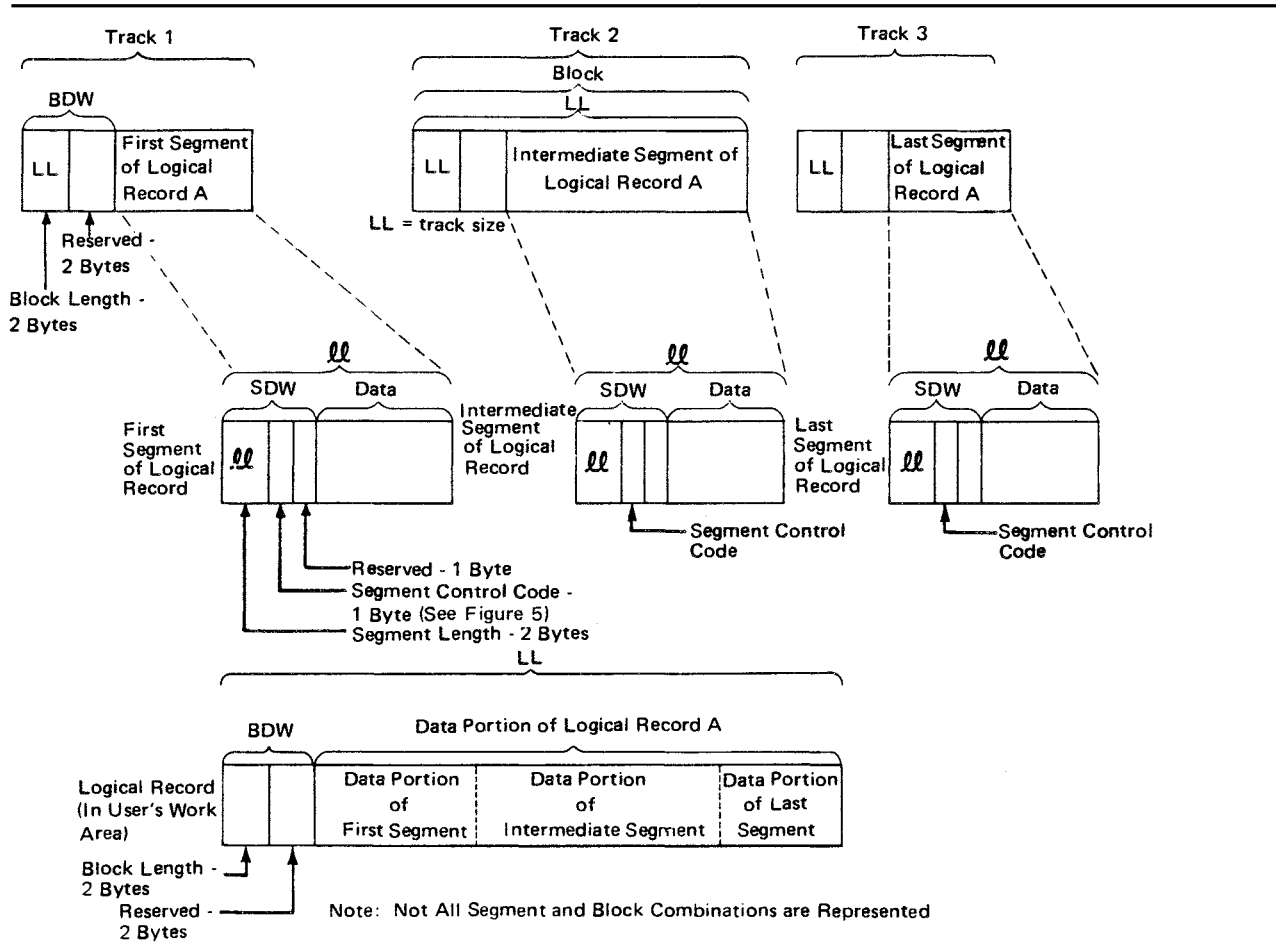 Track 1
Track 2
Track 3
Block
BDW
LL
LL
First Segment
of Logical
Record A
LL
Intermediate Segment of
Logical Record A
LL
Last Segment
of Logical
Record A
LL = track size
Reserved -
2 Bytes
Block Length -
2 Bytes
ll
ll
ll
SDW
Data
SDW
Data
SDW
Data
First
Segment
of Logical
Record
ll
Intermediate
Segment
of Logical
Record
ll
Last
Segment
of Logical
Record
ll
Segment Control
Code
Segment Control
Code
Reserved - 1 Byte
Segment Control Code -
1 Byte (See Figure 5)
Segment Length - 2 Bytes
LL
BDW
Data Portion of Logical Record A
Logical Record
(In User's Work
Area)
Data Portion
of
First Segment
Data Portion
of
Intermediate Segment
Data Portion
of Last
Segment
Block Length -
2 Bytes
Reserved -
2 Bytes
Note: Not All Segment and Block Combinations are Represented